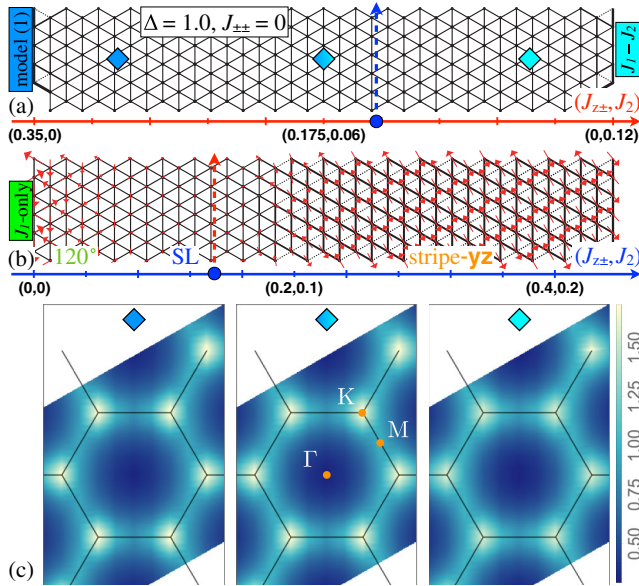 Δ = 1.0, J±± = 0
model (1)
J1 – J2
(a)
(Jz±, J2)
(0.35,0)
(0.175,0.06)
(0,0.12)
J1-only
(b)
120°
SL
stripe-yz
(Jz±, J2)
(0,0)
(0.2,0.1)
(0.4,0.2)
K
M
Γ
(c)
1.50
1.25
1.00
0.75
0.50